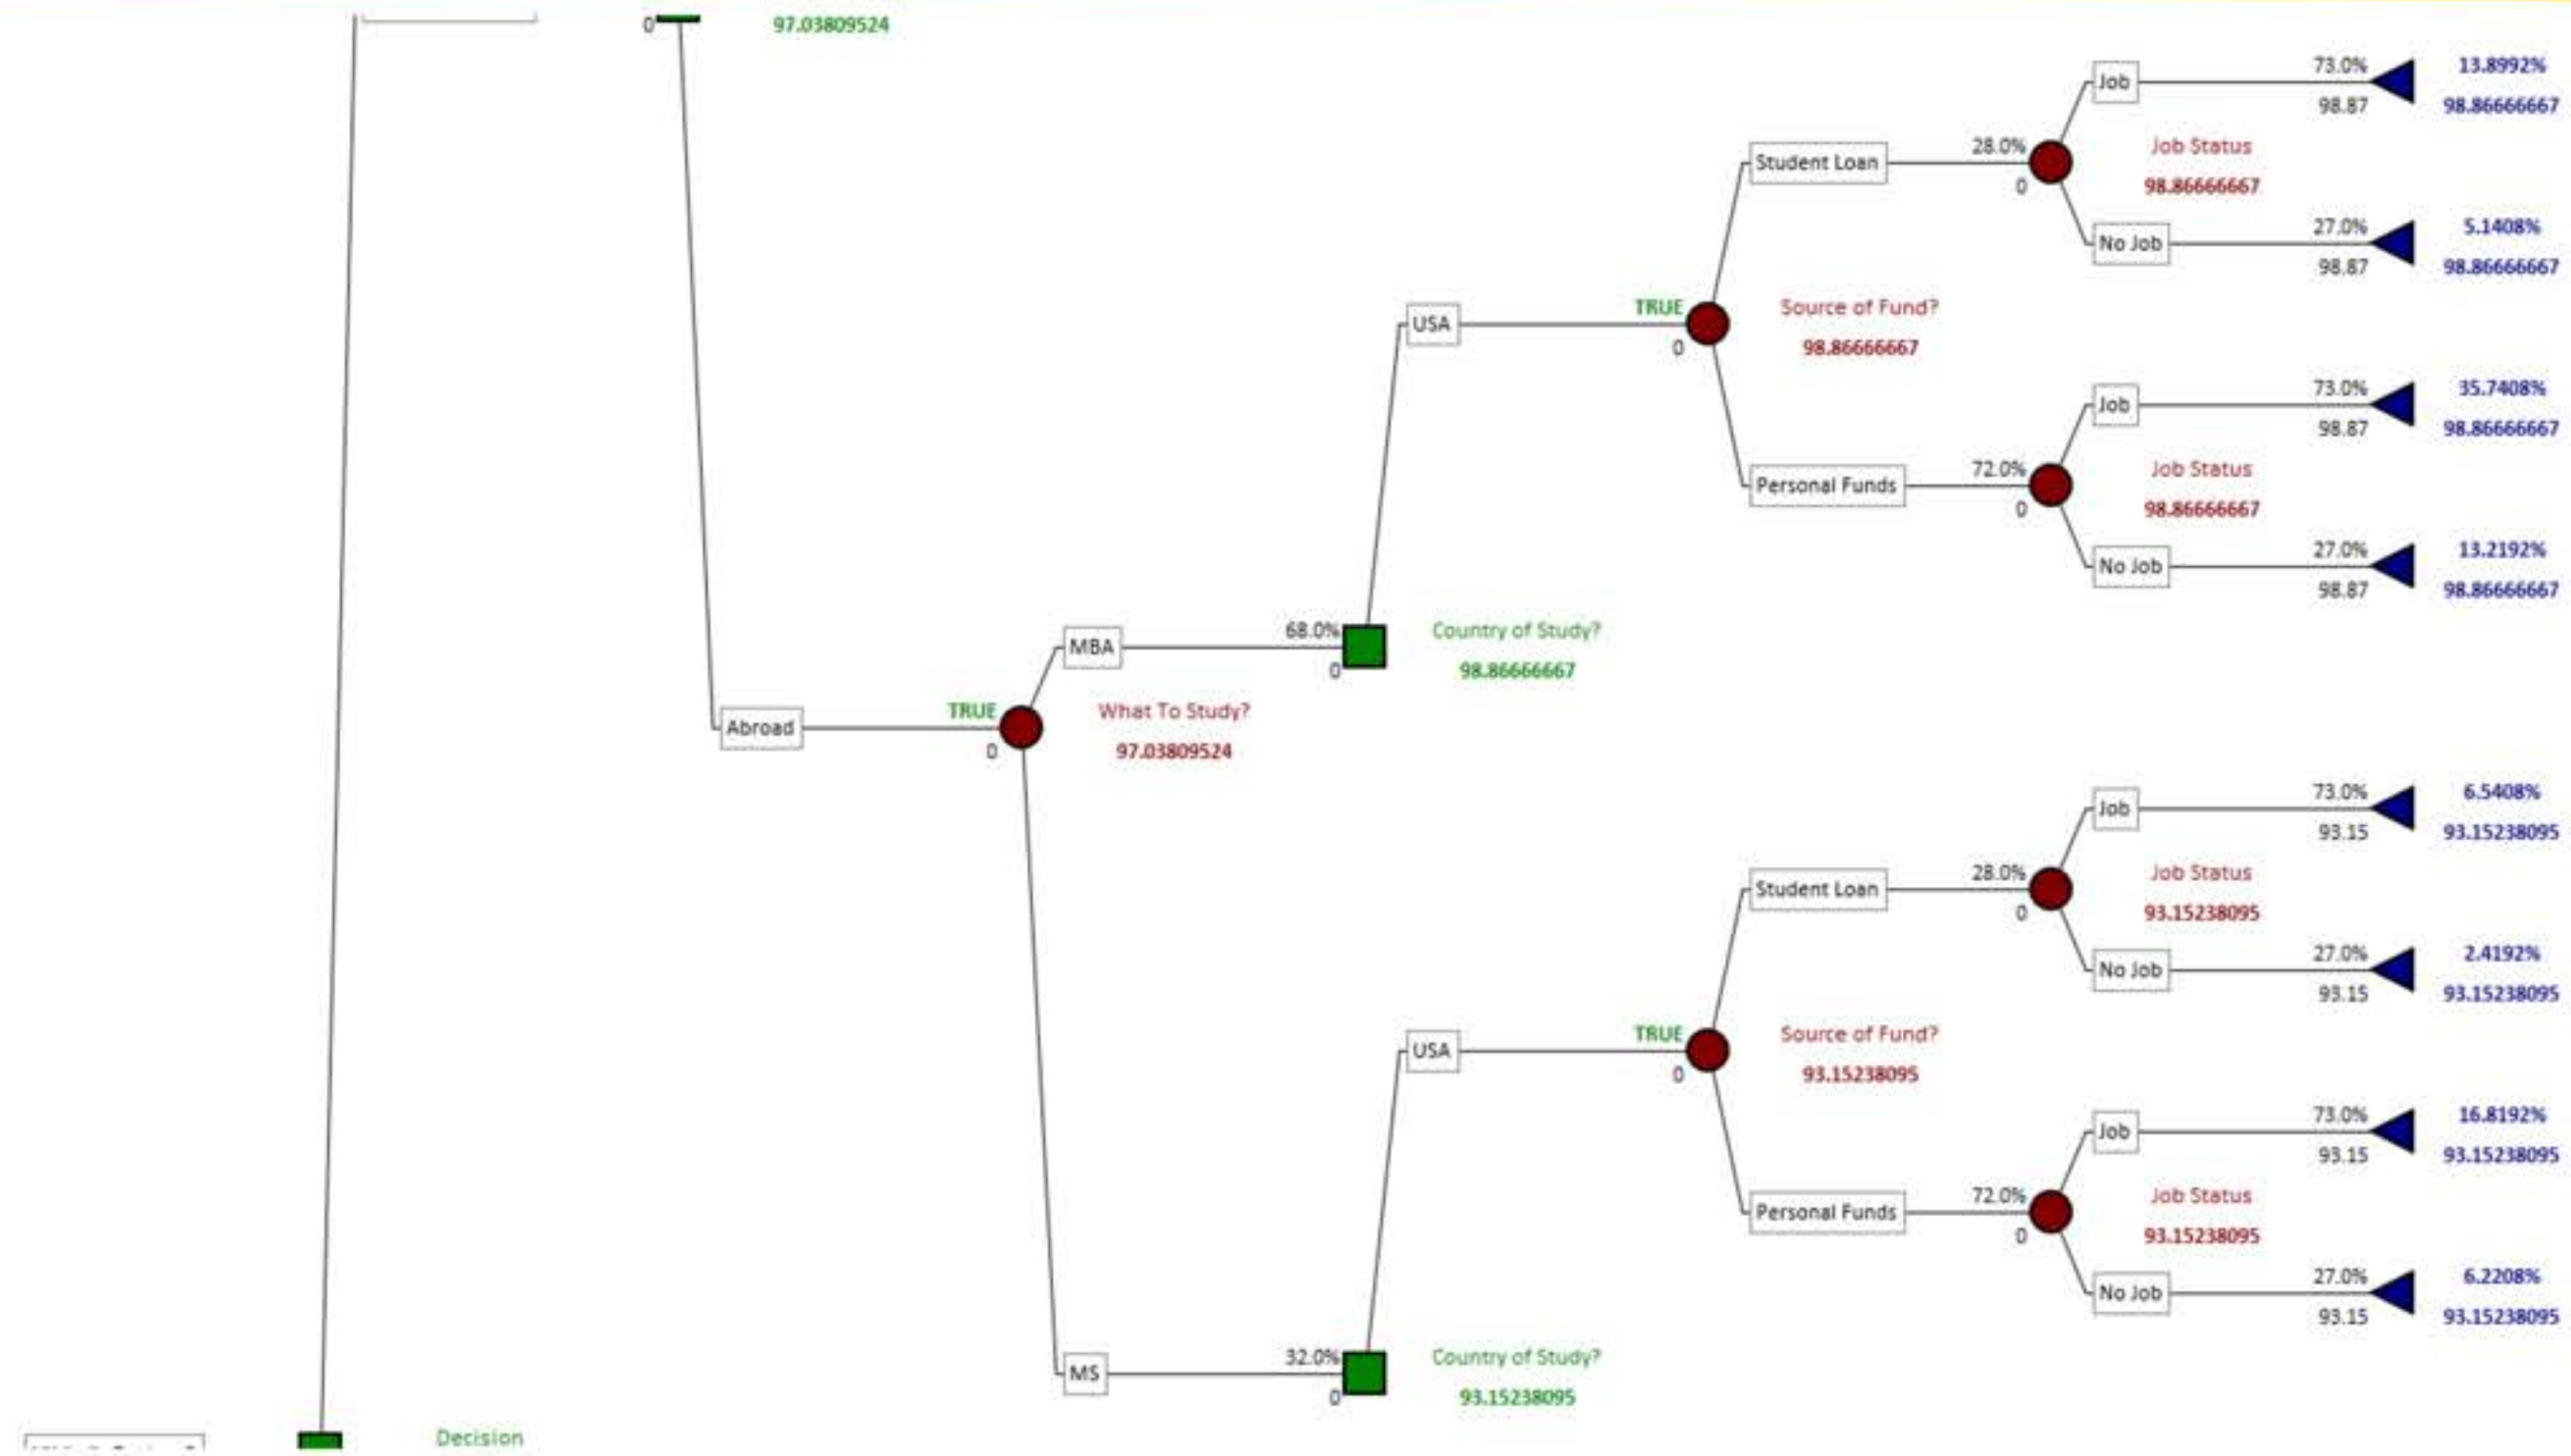 0
97.03809524
73.0%
13.8992%
Job
98.87
98.86666667
28.0%
Job Status
Student Loan
0
98.86666667
27.0%
5.1408%
No Job
98.87
98.86666667
TRUE
Source of Fund?
USA
0
98.86666667
73.0%
35.7408%
Job
98.87
98.86666667
72.0%
Job Status
Personal Funds
0
98.86666667
27.0%
13.2192%
No Job
98.87
98.86666667
68.0%
Country of Study?
MBA
0
98.86666667
TRUE
What To Study?
Abroad
0
97.03809524
73.0%
6.5408%
Job
93.15
93.15238095
28.0%
Job Status
Student Loan
0
93.15238095
27.0%
2.4192%
No Job
93.15
93.15238095
TRUE
Source of Fund?
USA
0
93.15238095
73.0%
16.8192%
Job
93.15
93.15238095
72.0%
Job Status
Personal Funds
0
93.15238095
27.0%
6.2208%
No Job
93.15
93.15238095
32.0%
Country of Study?
MS
0
93.15238095
Decision